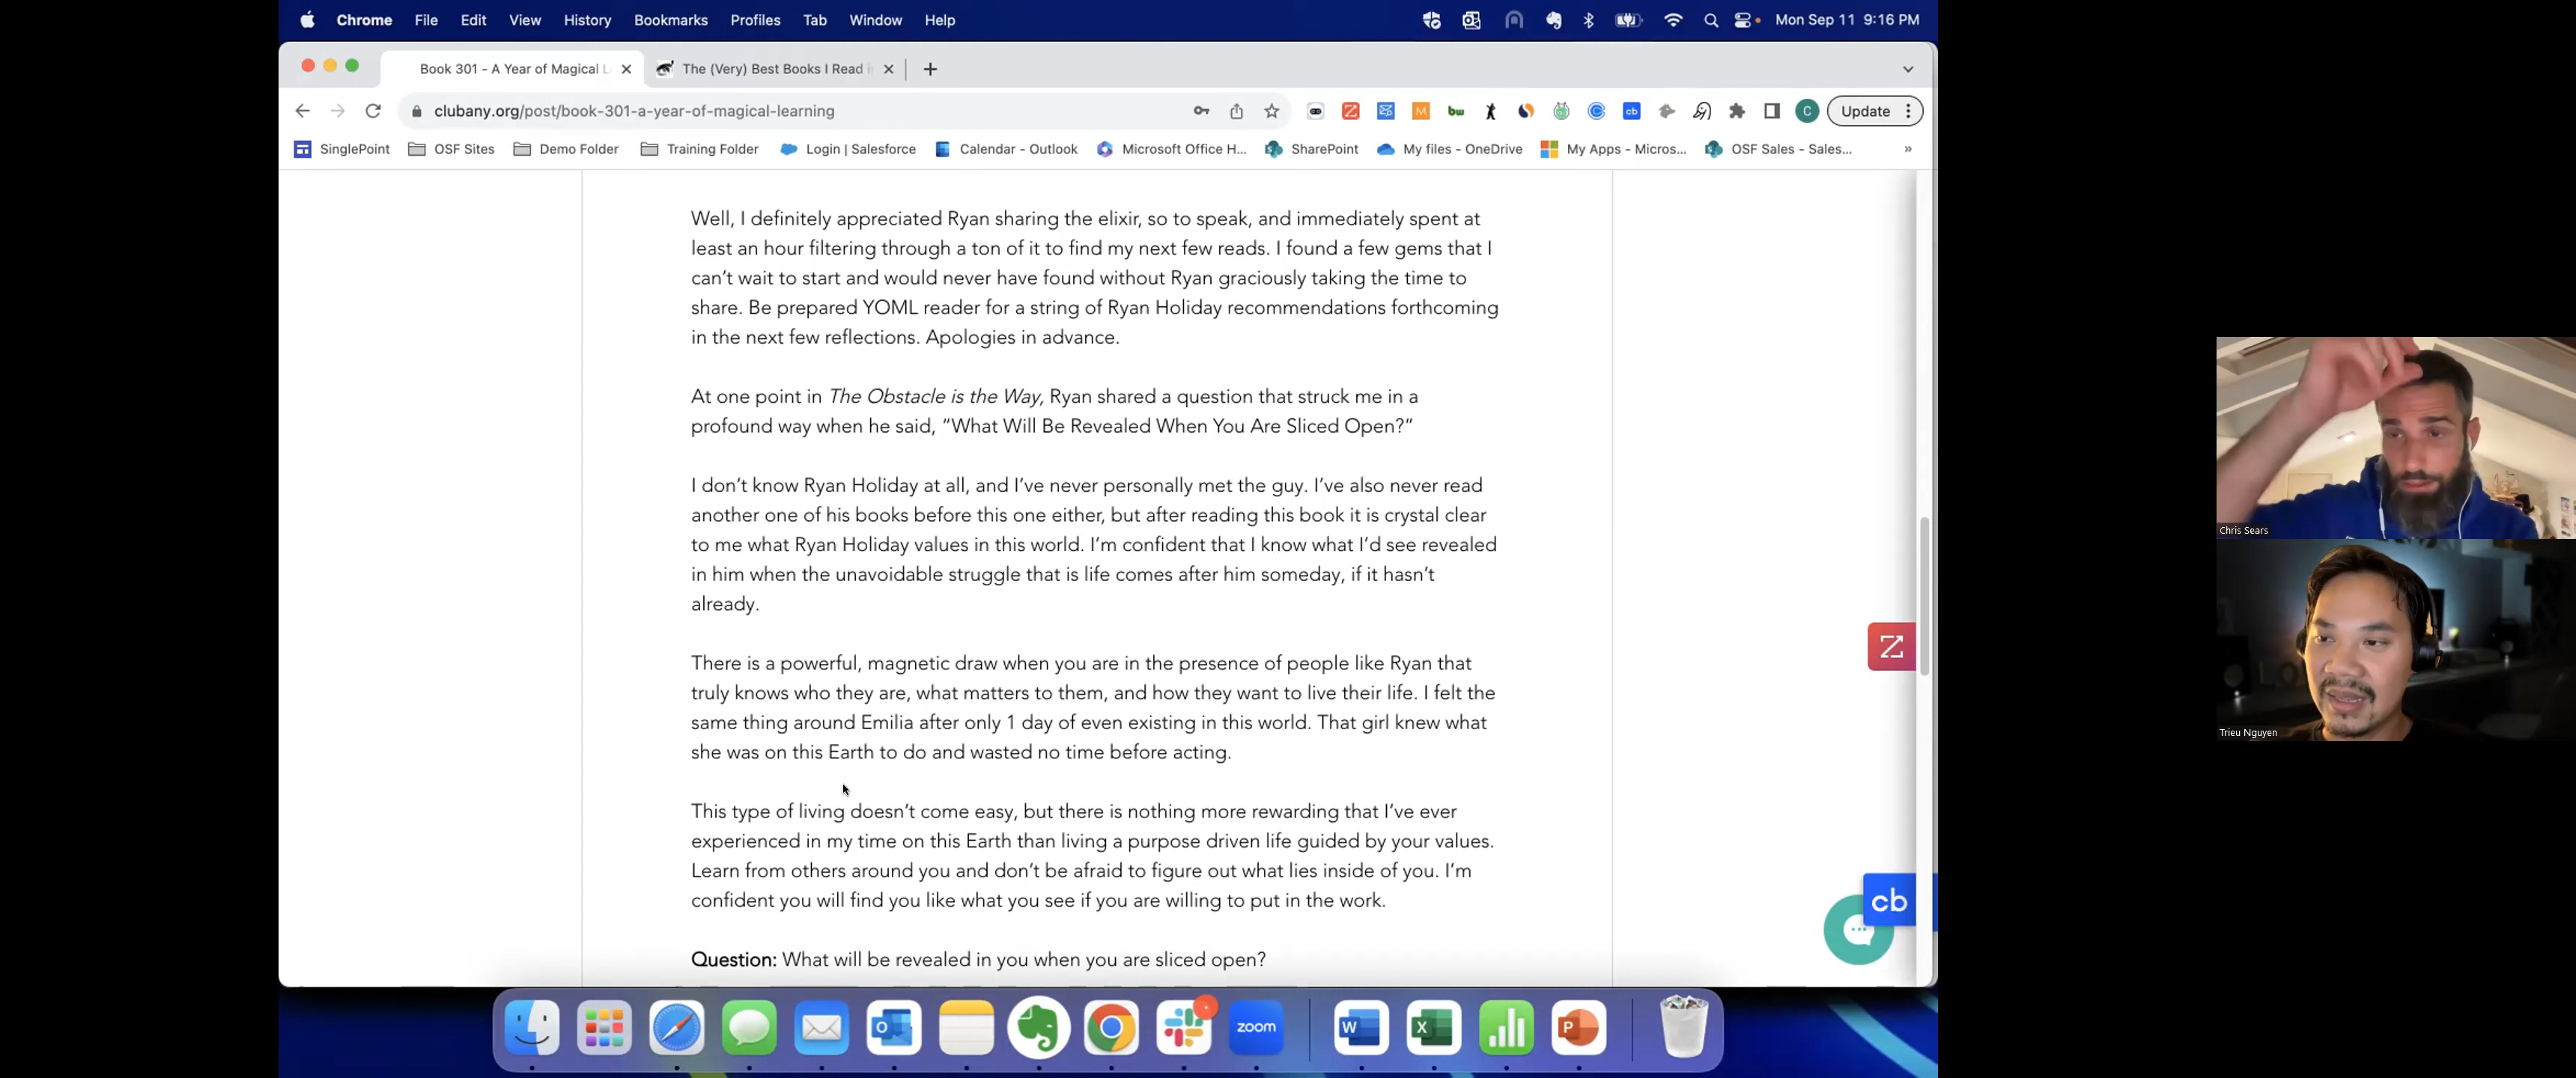 Chrome File Edit View History Bookmarks Profiles Tab Window Help Mon Sep 11 9:16 PM
Book 301 - A Year of Magical L The (Very) Best Books I Read i
clubany.org/post/book-301-a-year-of-magical-learning
M bw cb C Update
SinglePoint OSF Sites Demo Folder Training Folder Login | Salesforce Calendar - Outlook Microsoft Office H... SharePoint My files - OneDrive My Apps - Micros... OSF Sales - Sales... »
Well, I definitely appreciated Ryan sharing the elixir, so to speak, and immediately spent at
least an hour filtering through a ton of it to find my next few reads. I found a few gems that I
can’t wait to start and would never have found without Ryan graciously taking the time to
share. Be prepared YOML reader for a string of Ryan Holiday recommendations forthcoming
in the next few reflections. Apologies in advance.
At one point in The Obstacle is the Way, Ryan shared a question that struck me in a
profound way when he said, “What Will Be Revealed When You Are Sliced Open?”
I don’t know Ryan Holiday at all, and I’ve never personally met the guy. I’ve also never read
another one of his books before this one either, but after reading this book it is crystal clear
to me what Ryan Holiday values in this world. I’m confident that I know what I’d see revealed
in him when the unavoidable struggle that is life comes after him someday, if it hasn’t
already.
There is a powerful, magnetic draw when you are in the presence of people like Ryan that
truly knows who they are, what matters to them, and how they want to live their life. I felt the
same thing around Emilia after only 1 day of even existing in this world. That girl knew what
she was on this Earth to do and wasted no time before acting.
This type of living doesn’t come easy, but there is nothing more rewarding that I’ve ever
experienced in my time on this Earth than living a purpose driven life guided by your values.
Learn from others around you and don’t be afraid to figure out what lies inside of you. I’m
confident you will find you like what you see if you are willing to put in the work.
Question: What will be revealed in you when you are sliced open?
cb
zoom
W
X
P
Chris Sears
Trieu Nguyen